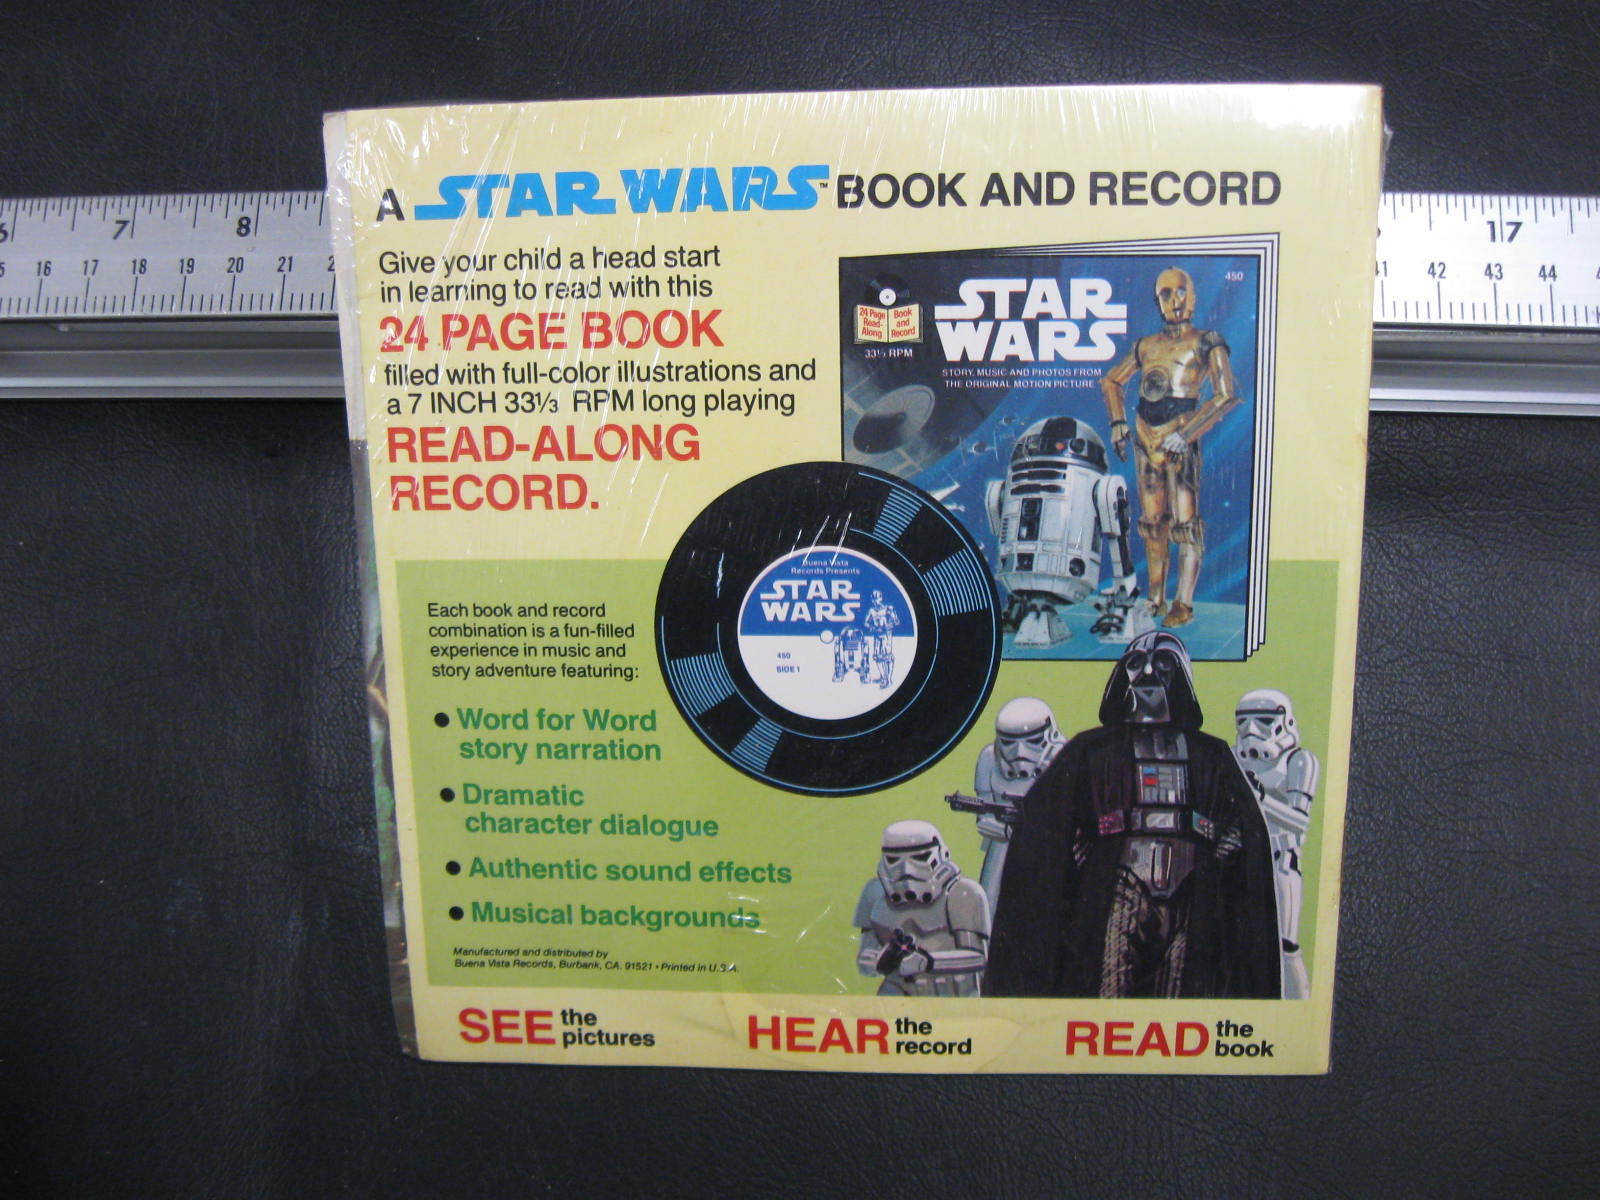 A STAR WARS™ BOOK AND RECORD
Give your child a head start
in learning to read with this
24 PAGE BOOK
filled with full-color illustrations and
a 7 INCH 33⅓ RPM long playing
READ-ALONG
RECORD.
450
STAR
WARS
24 Page
Read-
Along
Book
and
Record
33⅓ RPM
STORY, MUSIC AND PHOTOS FROM
THE ORIGINAL MOTION PICTURE
Buena Vista
Records Presents
STAR
WARS
450
SIDE 1
Each book and record
combination is a fun-filled
experience in music and
story adventure featuring:
• Word for Word
story narration
• Dramatic
character dialogue
• Authentic sound effects
• Musical backgrounds
Manufactured and distributed by
Buena Vista Records, Burbank, CA. 91521 • Printed in U.S.A.
SEE the
pictures
HEAR the
record
READ the
book
6 7 8
16 17 18 19 20 21
17
42 43 44